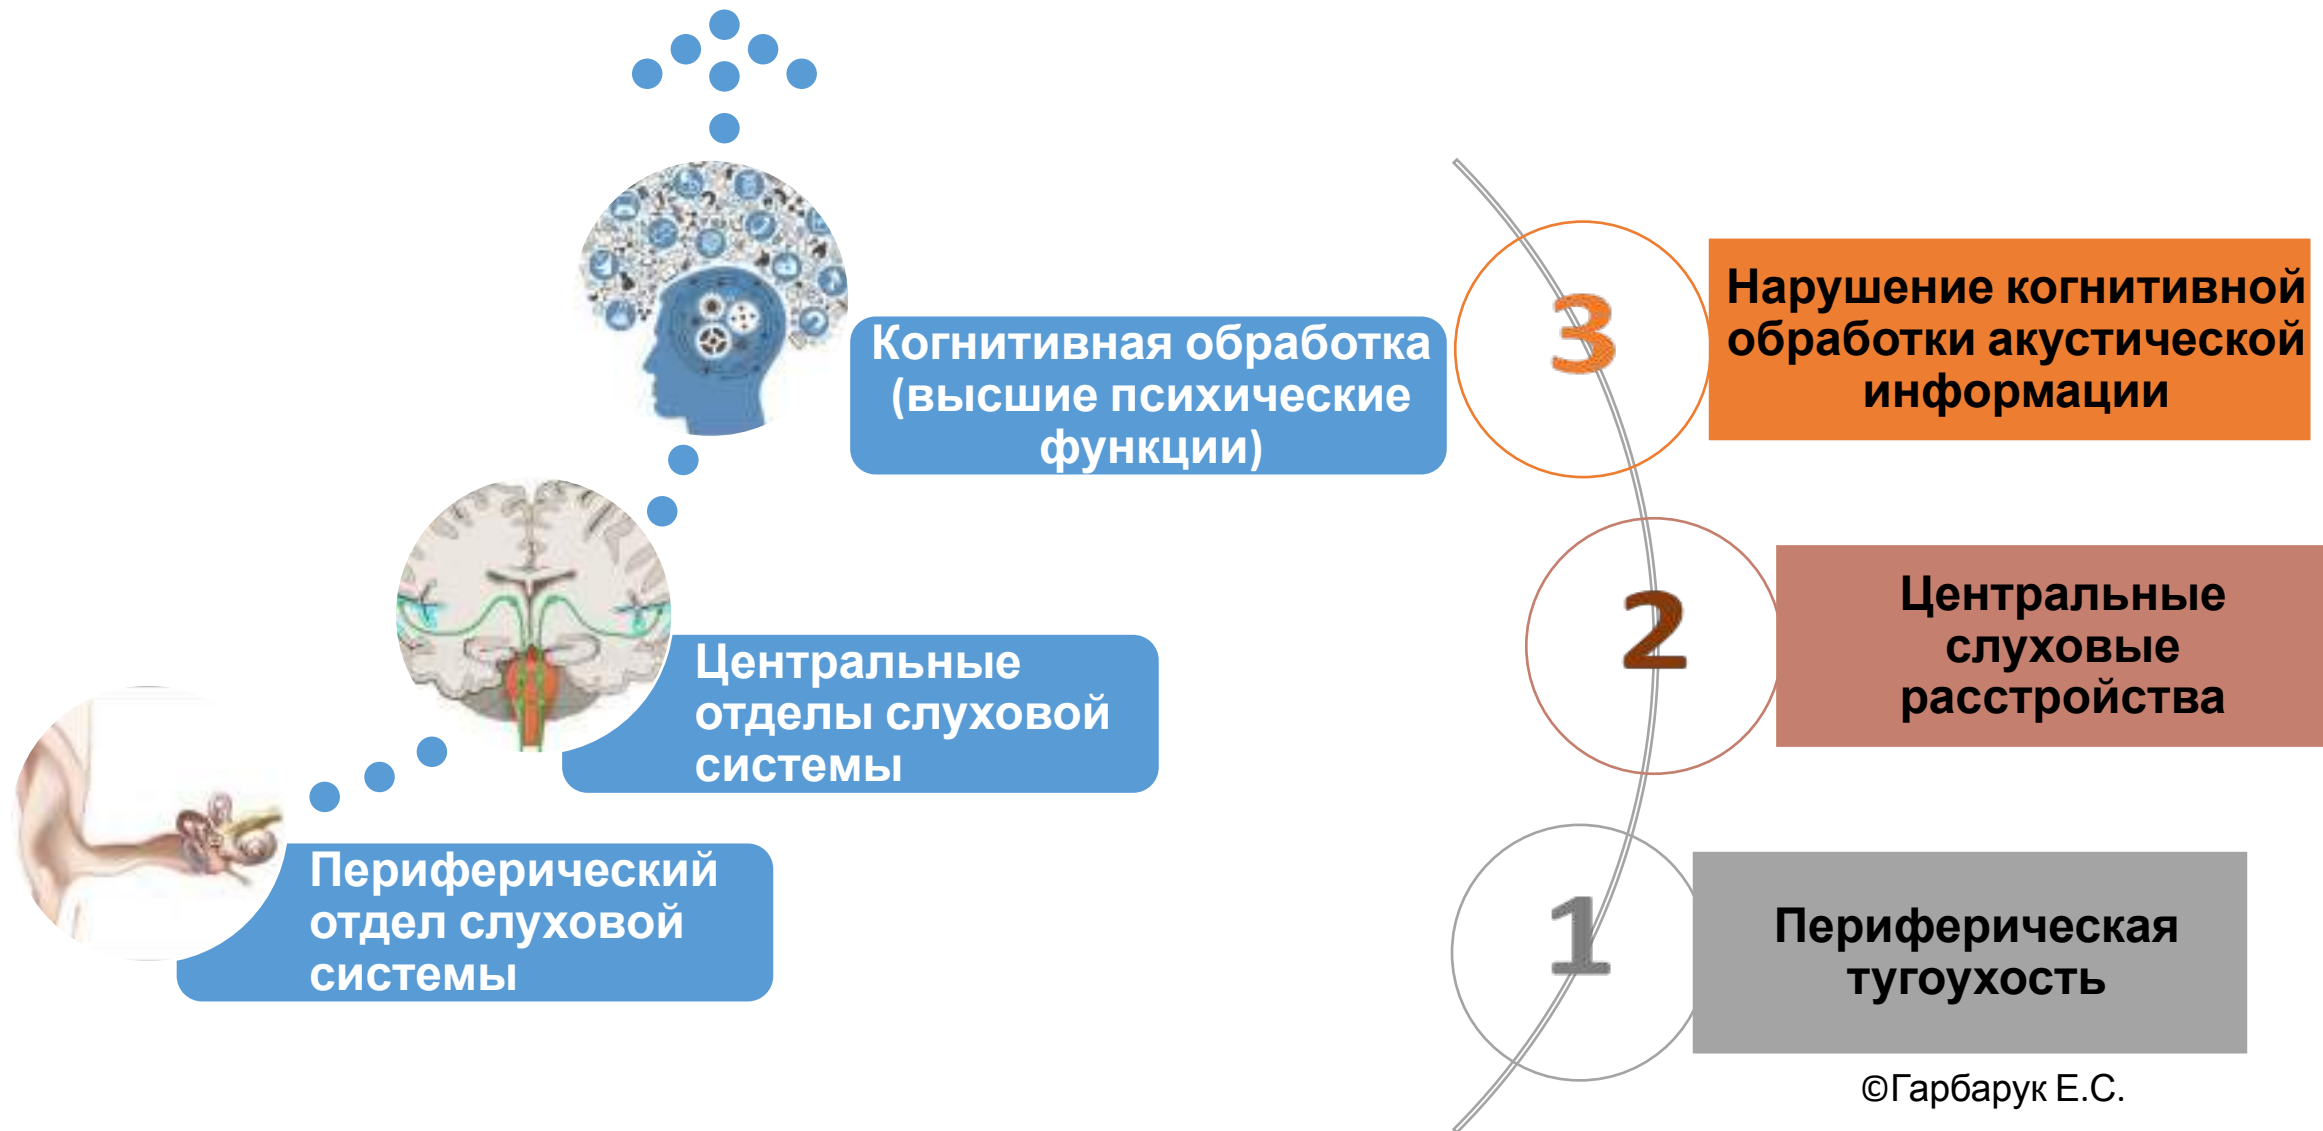 Когнитивная обработка
(высшие психические
функции)
Центральные
отделы слуховой
системы
Периферический
отдел слуховой
системы
3
Нарушение когнитивной
обработки акустической
информации
2
Центральные
слуховые
расстройства
1
Периферическая
тугоухость
©Гарбарук Е.С.